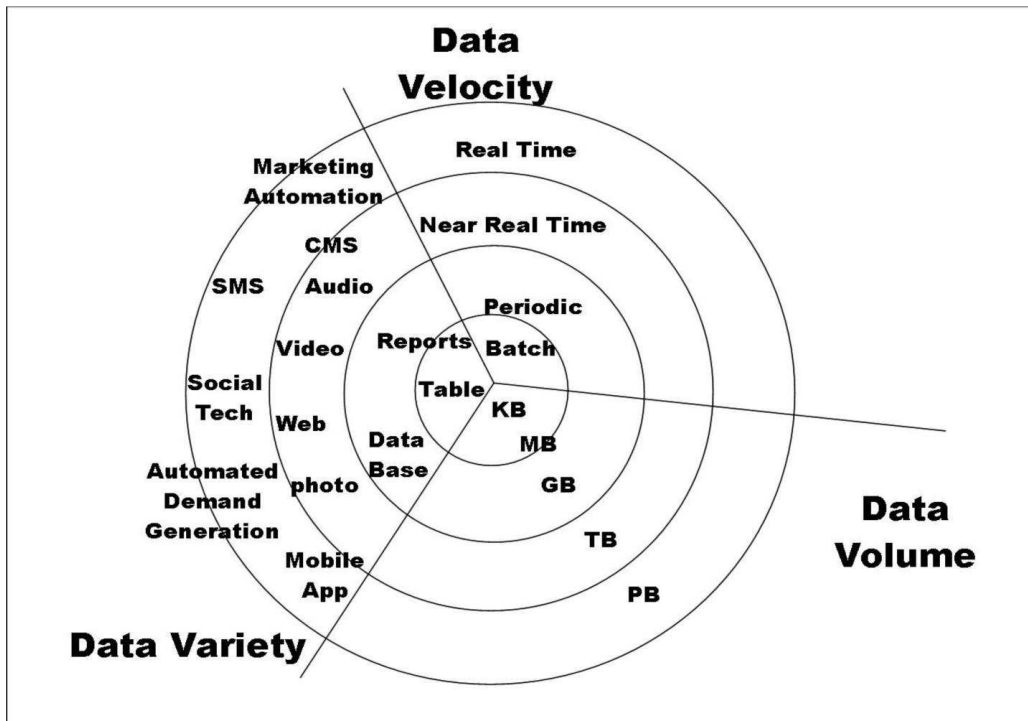 Data
Velocity
Real Time
Marketing
Automation
Near Real Time
CMS
SMS
Audio
Periodic
Reports
Batch
Video
Social
Tech
Table
KB
Web
Data
Base
MB
Automated
Demand
Generation
photo
GB
Data
Volume
TB
Mobile
App
PB
Data Variety